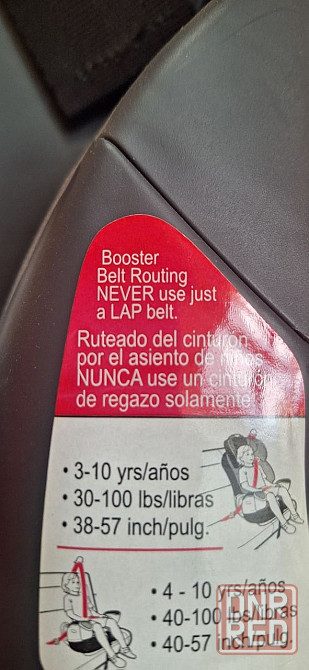 Booster
Belt Routing
NEVER use just
a LAP belt.
Ruteado del cinturon
por el asiento de niños
NUNCA use un cinturón
de regazo solamente
• 3-10 yrs/años
• 30-100 lbs/libras
• 38-57 inch/pulg.
• 4 - 10 yrs/años
• 40-100 lbs/libras
• 40-57 inch/pulg.